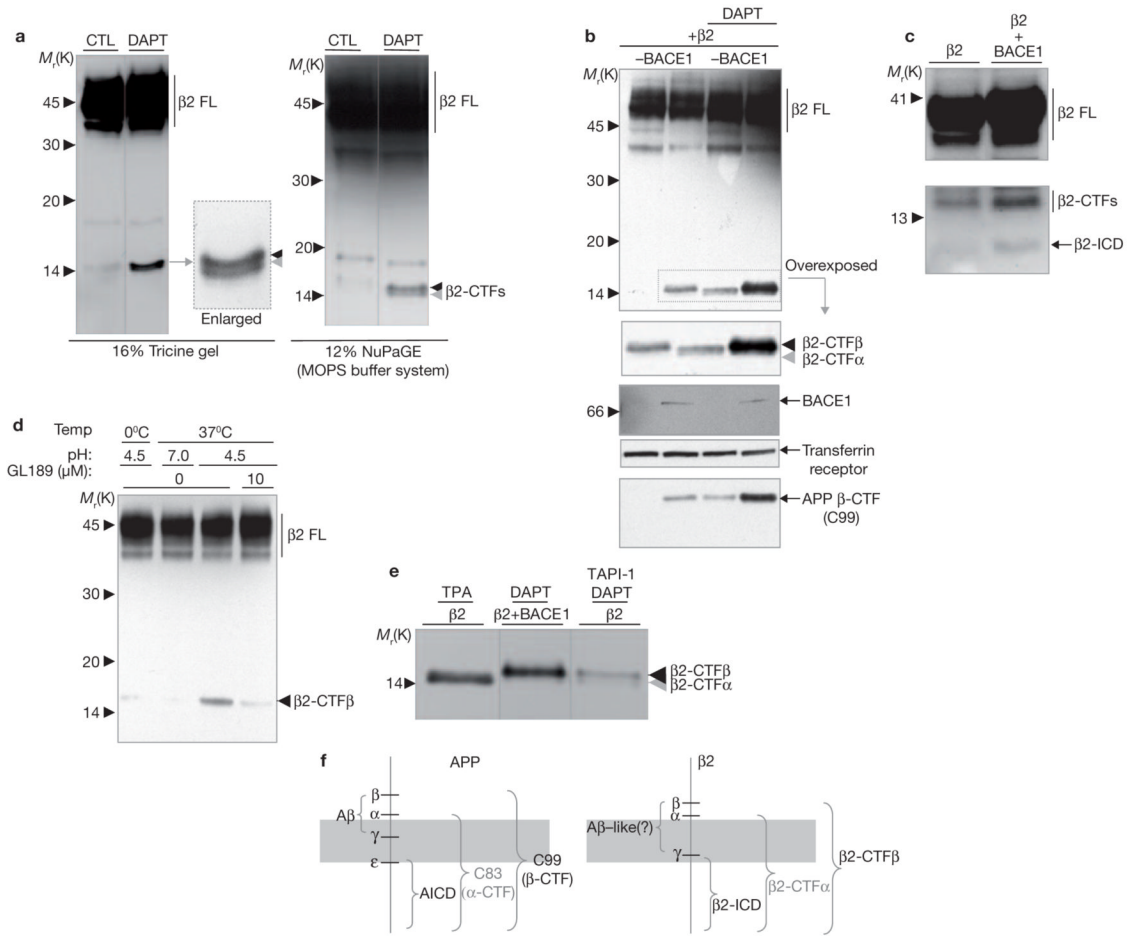 a
CTL DAPT
Mr(K)
45
30
20
14
β2 FL
Enlarged
16% Tricine gel
CTL DAPT
Mr(K)
45
30
20
14
β2 FL
β2-CTFs
12% NuPaGE
(MOPS buffer system)
b
DAPT
+β2
–BACE1 –BACE1
Mr(K)
45
30
20
14
β2 FL
Overexposed
β2-CTFβ
β2-CTFα
66
BACE1
Transferrin
receptor
APP β-CTF
(C99)
c
β2
β2
+
BACE1
Mr(K)
41
β2 FL
13
β2-CTFs
β2-ICD
d
Temp 0ºC 37ºC
pH: 4.5 7.0 4.5
GL189 (μM): 0 10
Mr(K)
45
30
20
14
β2 FL
β2-CTFβ
e
TPA DAPT TAPI-1
DAPT
β2 β2+BACE1 β2
Mr(K)
14
β2-CTFβ
β2-CTFα
f
APP
β
α
γ
ε
Aβ
AICD
C83
(α-CTF)
C99
(β-CTF)
β2
β
α
γ
Aβ–like(?)
β2-ICD
β2-CTFα
β2-CTFβ